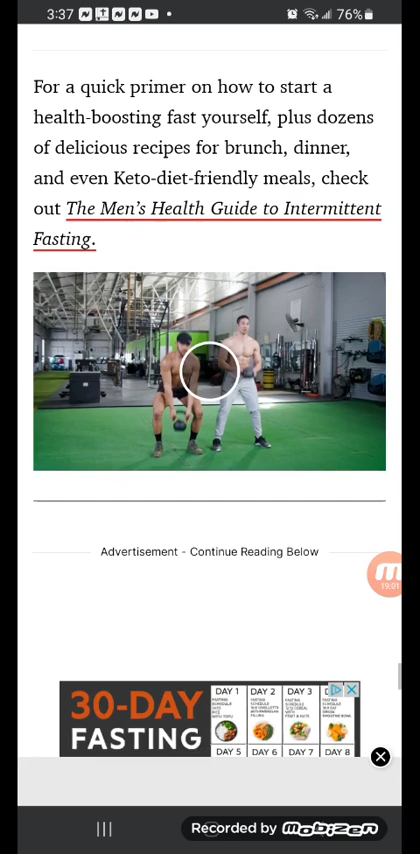 3:37
76%
For a quick primer on how to start a
health-boosting fast yourself, plus dozens
of delicious recipes for brunch, dinner,
and even Keto-diet-friendly meals, check
out The Men's Health Guide to Intermittent
Fasting.
Advertisement - Continue Reading Below
19:01
30-DAY
FASTING
DAY 1 DAY 2 DAY 3
DAY 5 DAY 6 DAY 7 DAY 8
Recorded by mobizen